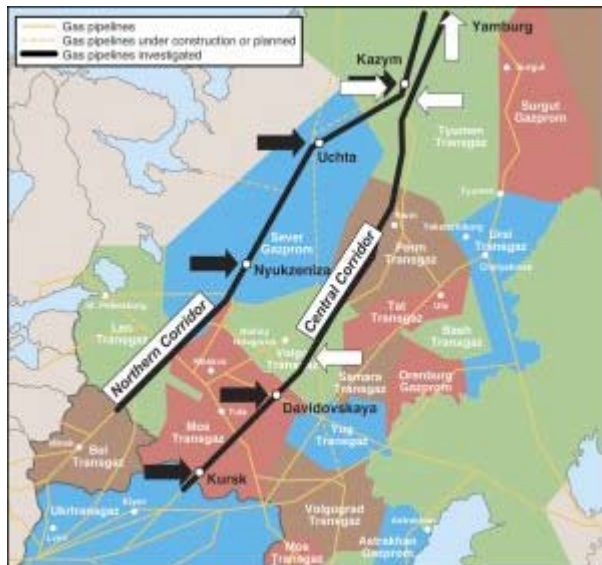 Gas pipelines
Gas pipelines under construction or planned
Gas pipelines investigated
Yamburg
Kazym
Surgut
Surgut
Gazprom
Tyumen
Transgaz
Uchta
Tyumen
Sever
Gazprom
Perm
Transgaz
Ural
Transgaz
Nyukzeniza
Central Corridor
Northern Corridor
St. Petersburg
Len
Transgaz
Tat
Transgaz
Ufa
Bash
Transgaz
Volga
Transgaz
Samara
Transgaz
Orenburg
Gazprom
Davidovskaya
Mos
Transgaz
Tula
Yug
Transgaz
Minsk
Bel
Transgaz
Kursk
Kiyev
Ukrtransgaz
Lvov
Volgograd
Transgaz
Astrakhan
Astrakhan
Gazprom
Mos
Transgaz